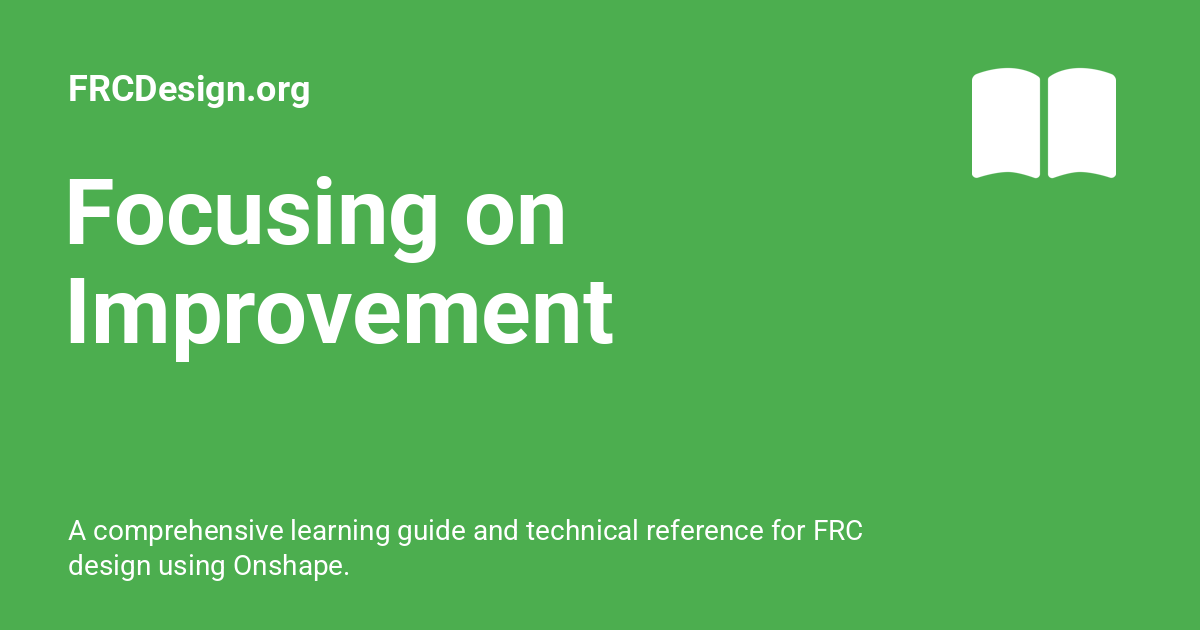 FRCDesign.org
Focusing on
Improvement
A comprehensive learning guide and technical reference for FRC
design using Onshape.